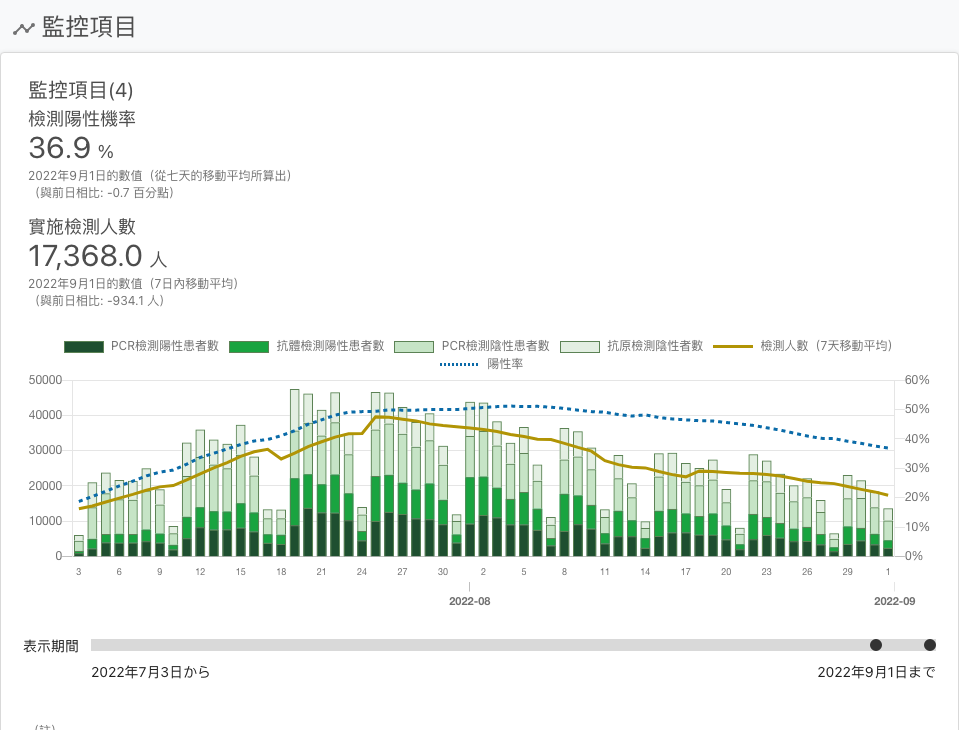 監控項目
監控項目(4)
檢測陽性機率
36.9 %
2022年9月1日的數值（從七天的移動平均所算出）
（與前日相比: -0.7 百分點）
實施檢測人數
17,368.0 人
2022年9月1日的數值（7日內移動平均）
（與前日相比: -934.1 人）
PCR檢測陽性患者數 抗體檢測陽性患者數 PCR檢測陰性患者數 抗原檢測陰性者數 檢測人數（7天移動平均）
陽性率
50000 60%
40000 50%
30000 40%
20000 30%
10000 20%
0 10%
0%
3 6 9 12 15 18 21 24 27 30 2 5 8 11 14 17 20 23 26 29 1
2022-08 2022-09
表示期間
2022年7月3日から 2022年9月1日まで
（註）